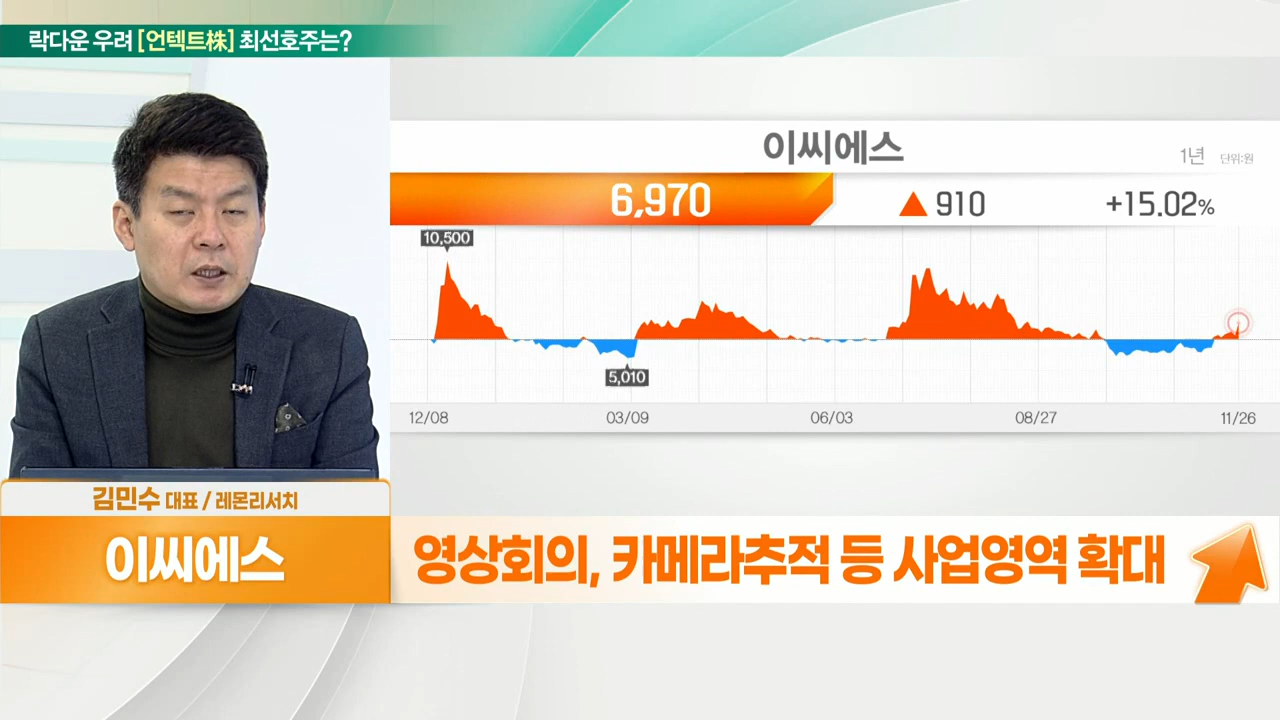 락다운 우려 [언텍트株] 최선호주는?
이씨에스
1년 단위:원
6,970 ▲ 910 +15.02%
10,500
5,010
12/08 03/09 06/03 08/27 11/26
김민수 대표 / 레몬리서치
이씨에스
영상회의, 카메라추적 등 사업영역 확대